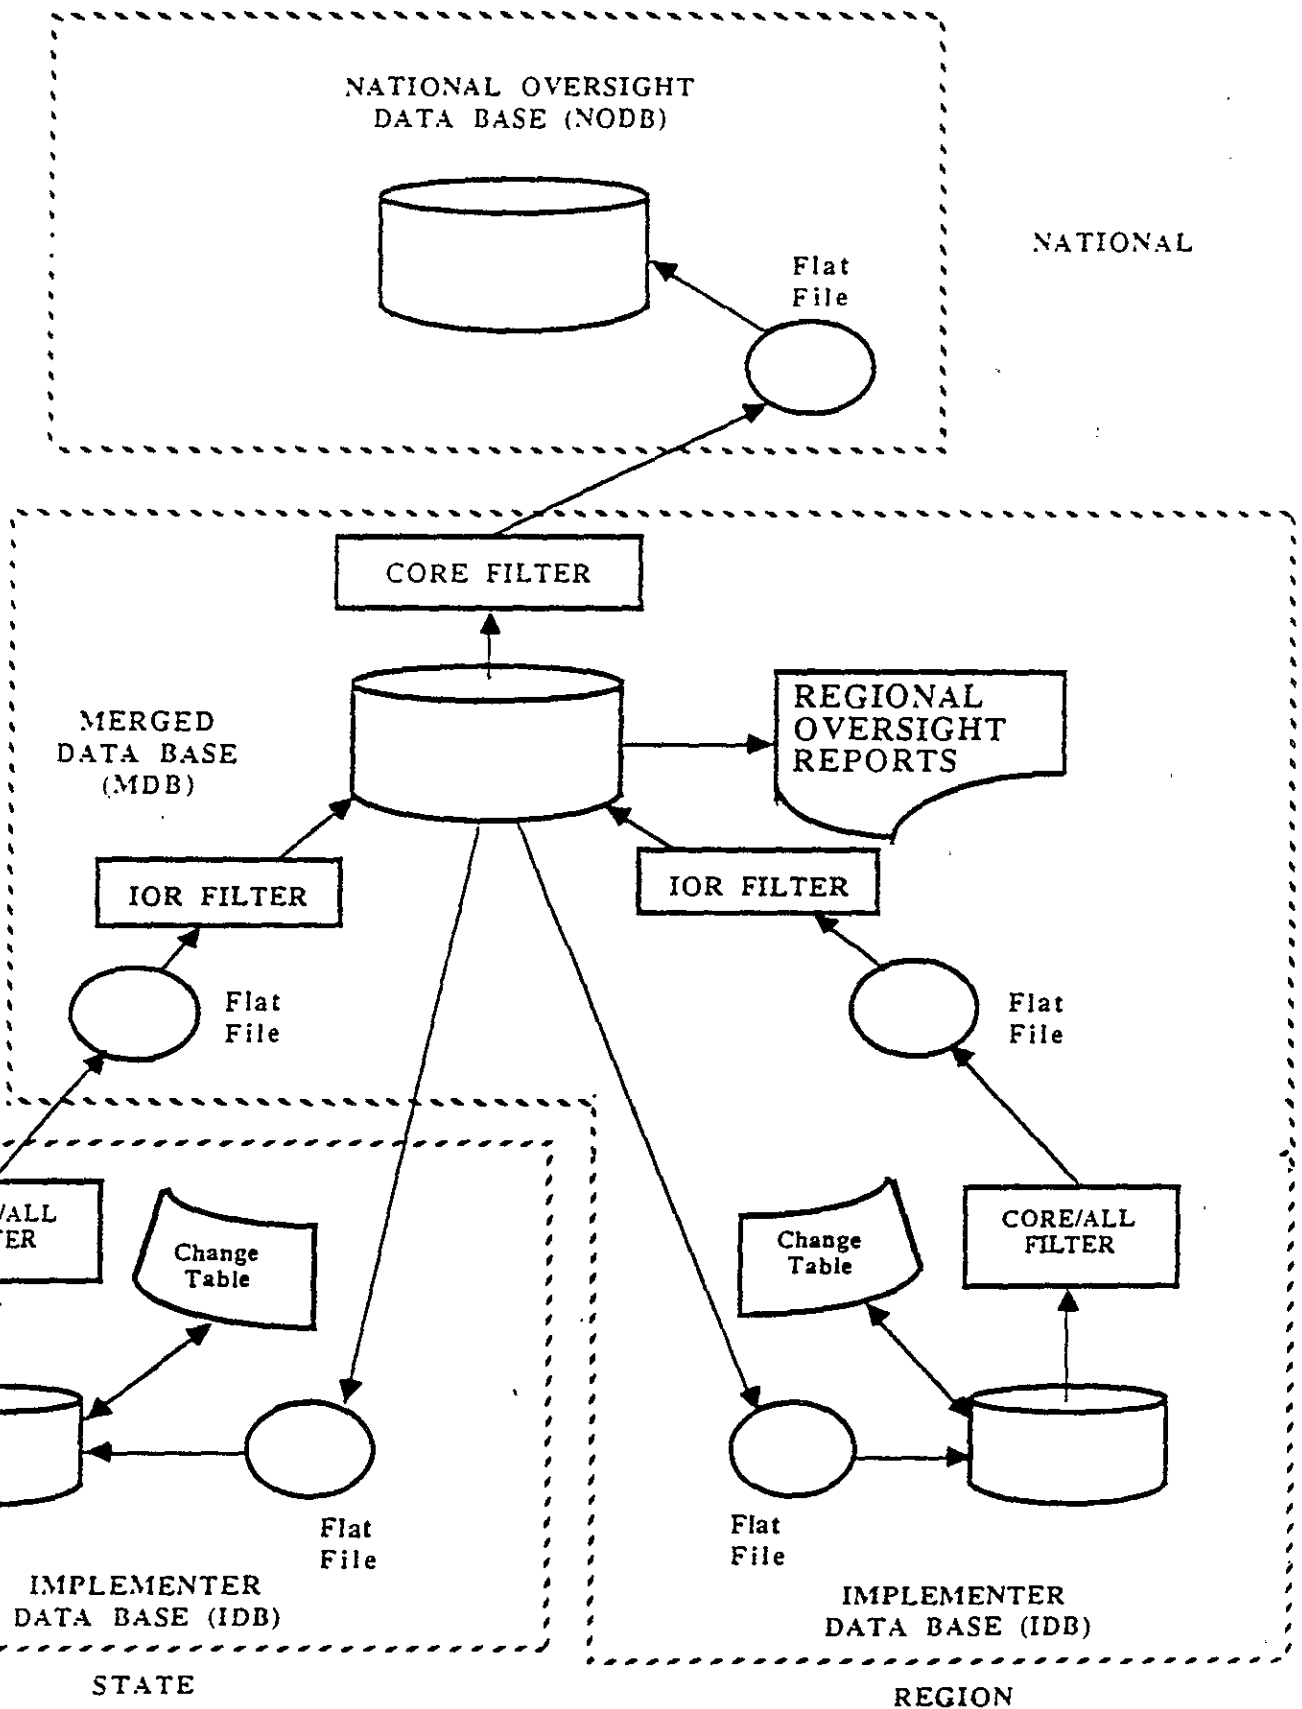 NATIONAL OVERSIGHT
DATA BASE (NODB)
NATIONAL
Flat
File
CORE FILTER
MERGED
DATA BASE
(MDB)
REGIONAL
OVERSIGHT
REPORTS
IOR FILTER
IOR FILTER
Flat
File
Flat
File
/ALL
TER
Change
Table
Change
Table
CORE/ALL
FILTER
Flat
File
Flat
File
IMPLEMENTER
DATA BASE (IDB)
IMPLEMENTER
DATA BASE (IDB)
STATE
REGION